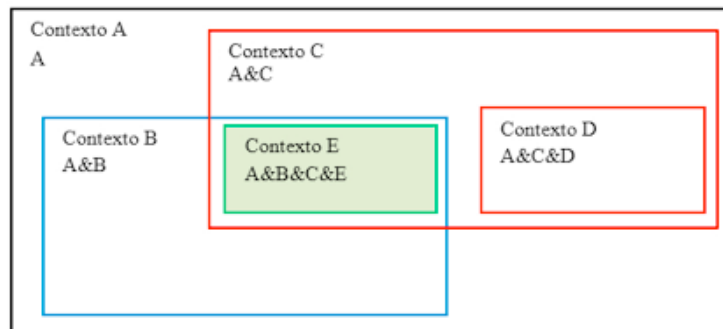 Contexto A
A
Contexto C
A&C
Contexto B
A&B
Contexto E
A&B&C&E
Contexto D
A&C&D